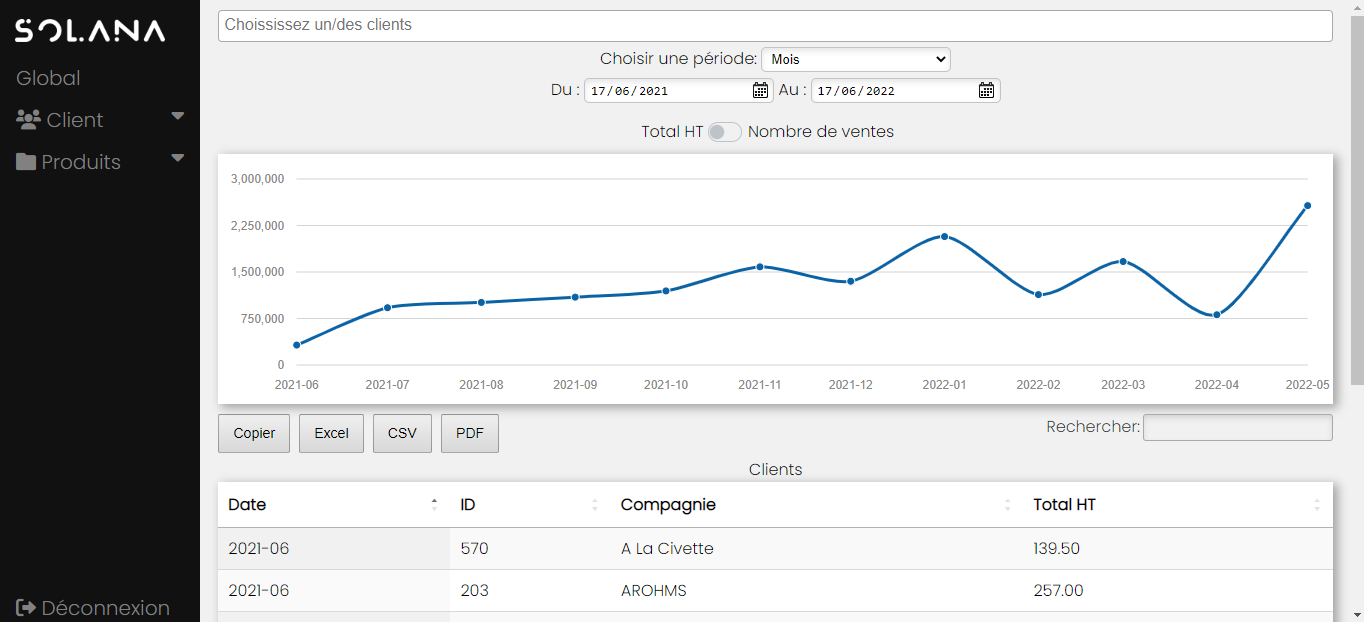 SOLANA
Global
Client
Produits
Déconnexion
Choississez un/des clients
Choisir une période: Mois
Du : 17/06/2021 Au : 17/06/2022
Total HT Nombre de ventes
3,000,000
2,250,000
1,500,000
750,000
0
2021-06 2021-07 2021-08 2021-09 2021-10 2021-11 2021-12 2022-01 2022-02 2022-03 2022-04 2022-05
Copier Excel CSV PDF Rechercher:
Clients
Date ID Compagnie Total HT
2021-06 570 A La Civette 139.50
2021-06 203 AROHMS 257.00